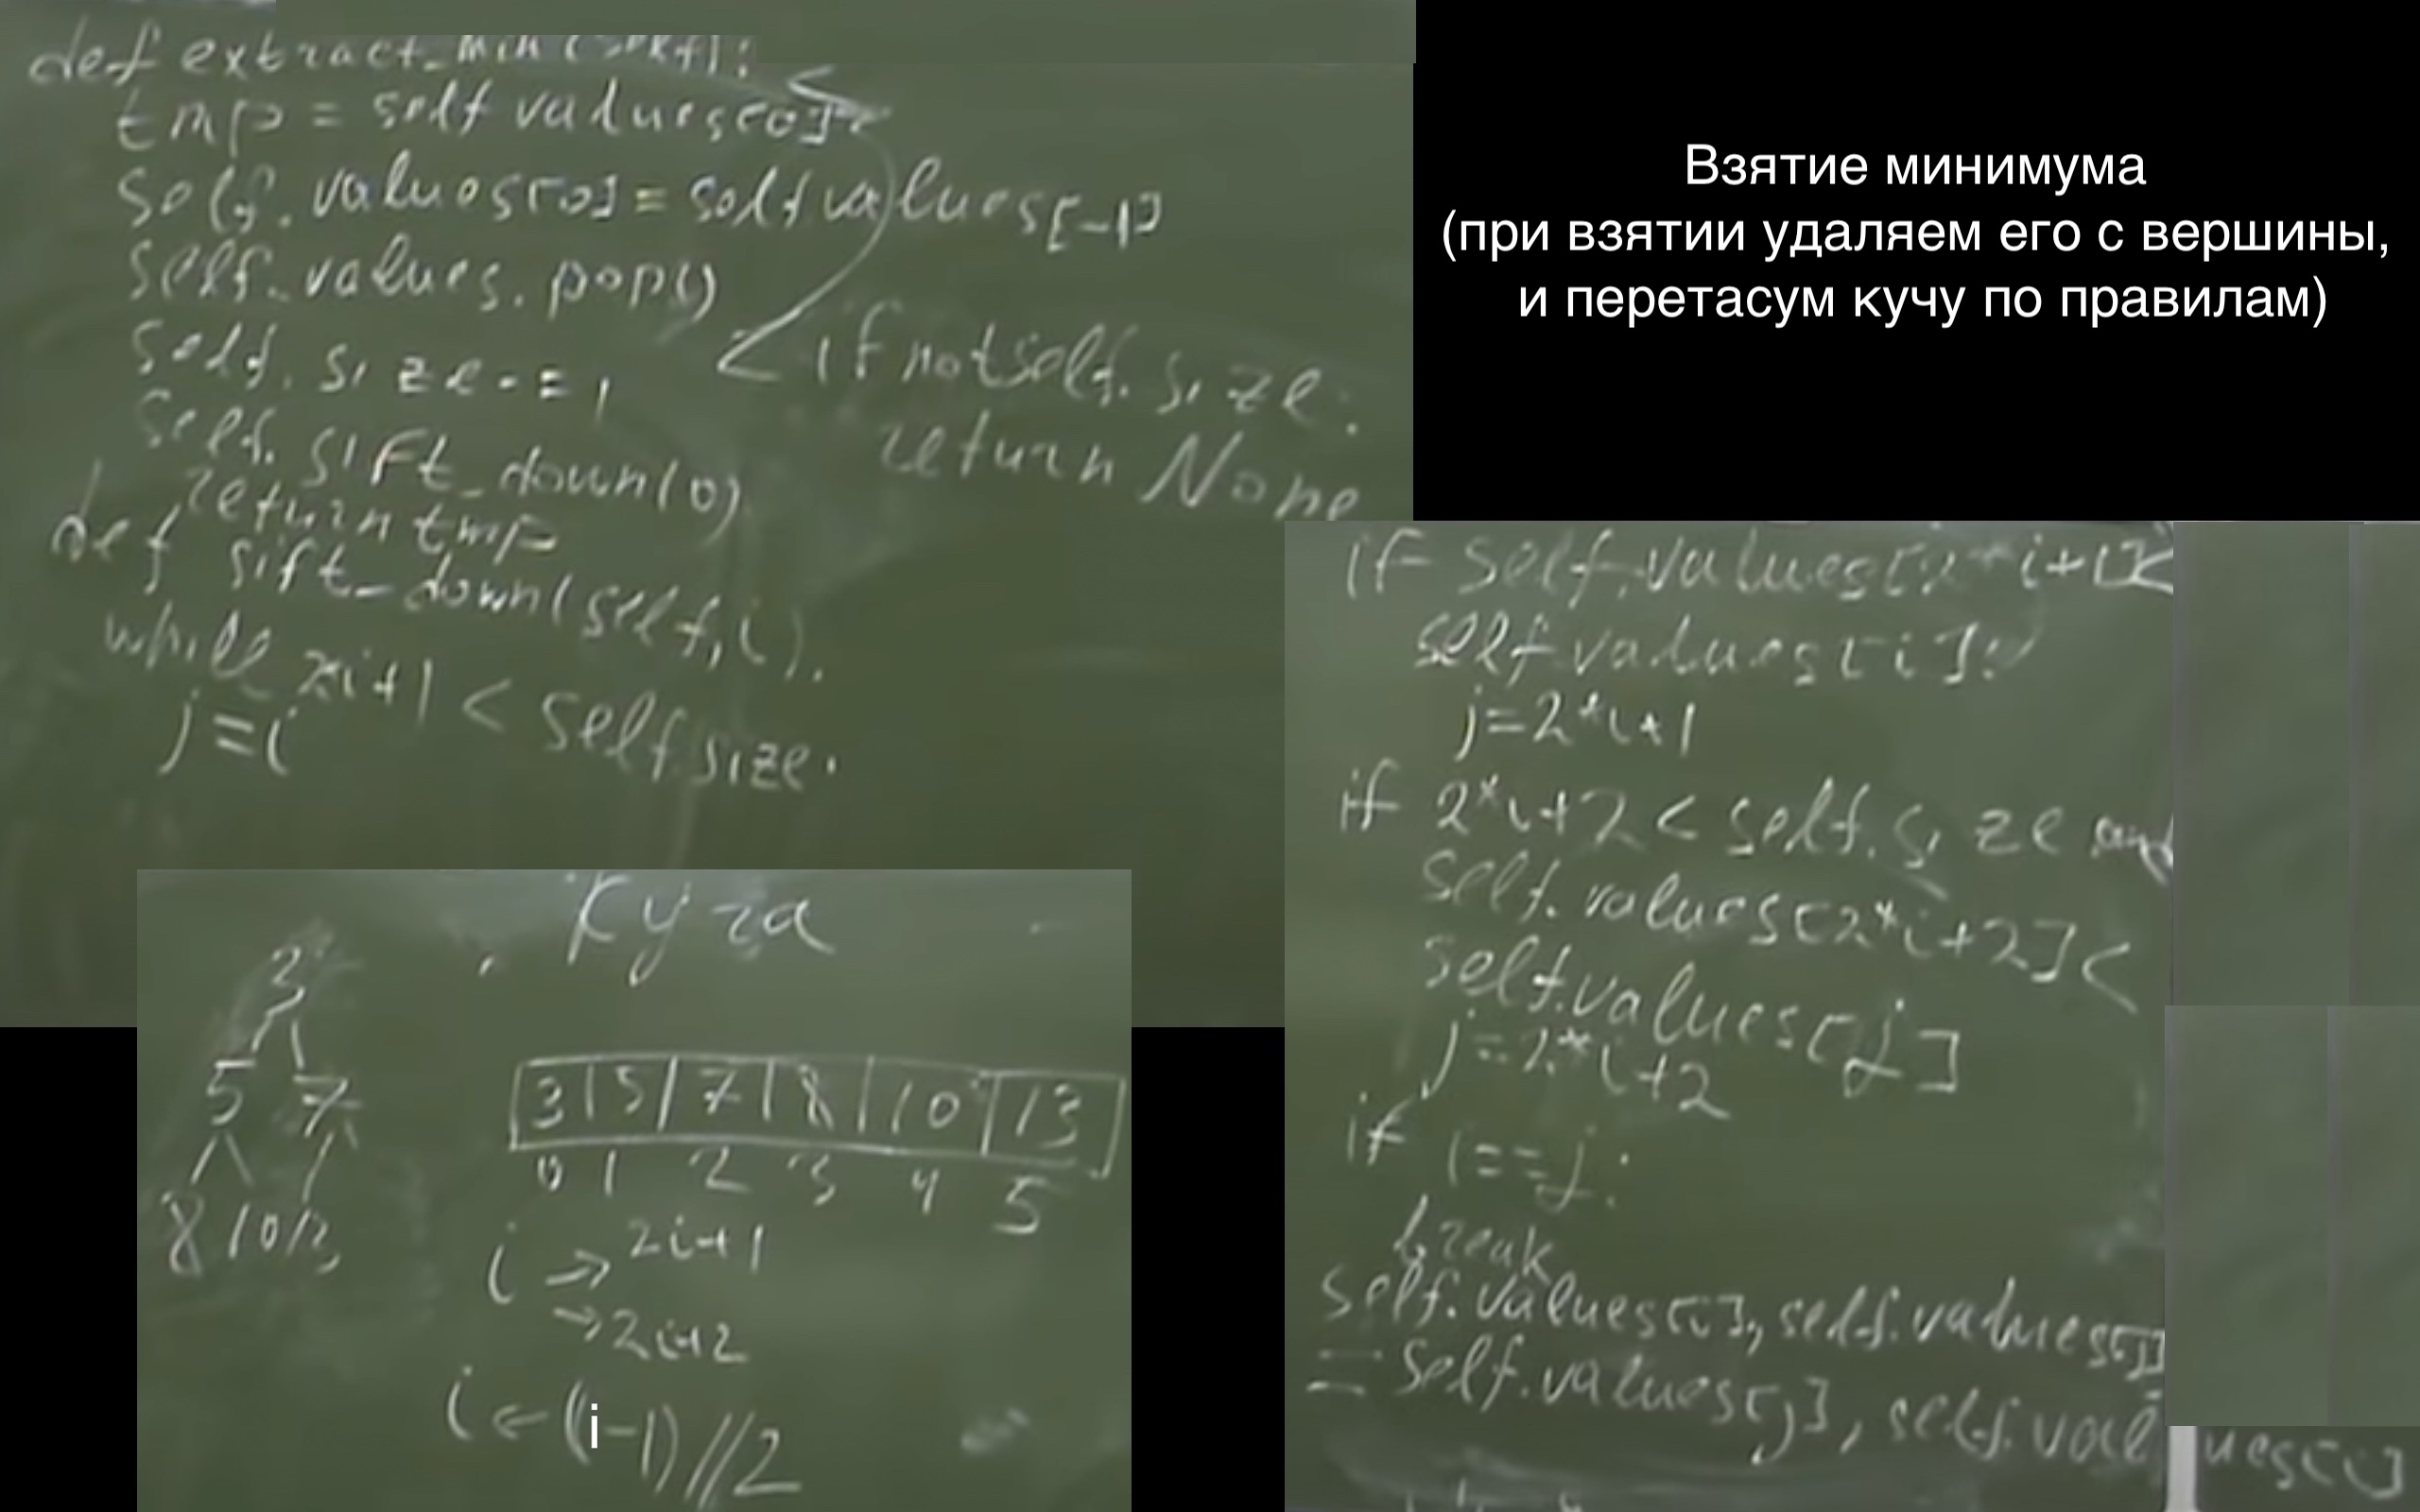 def extract_min(self):
tmp = self values[0]
self.values[0] = self values[-1]
self.values.pop()
self.size -= 1
self.sift_down(0)
return tmp
if not self.size:
return None
def sift_down(self, i).
while 2*i+1 < self.size.
j = i
Взятие минимума
(при взятии удаляем его с вершины,
и перетасум кучу по правилам)
if self.values[2*i+1]<
self values[i]:
j=2*i+1
if 2*i+2 < self.size and
self.values[2*i+2] <
self.values[j]
j=2*i+2
if i==j:
break
self.values[i], self.values[j]
= self.values[j], self.values[i]
Куча
3
5 7
8 10 13
3 | 5 | 7 | 8 | 10 | 13
0 1 2 3 4 5
i → 2i+1
→ 2i+2
i ← (i-1)//2